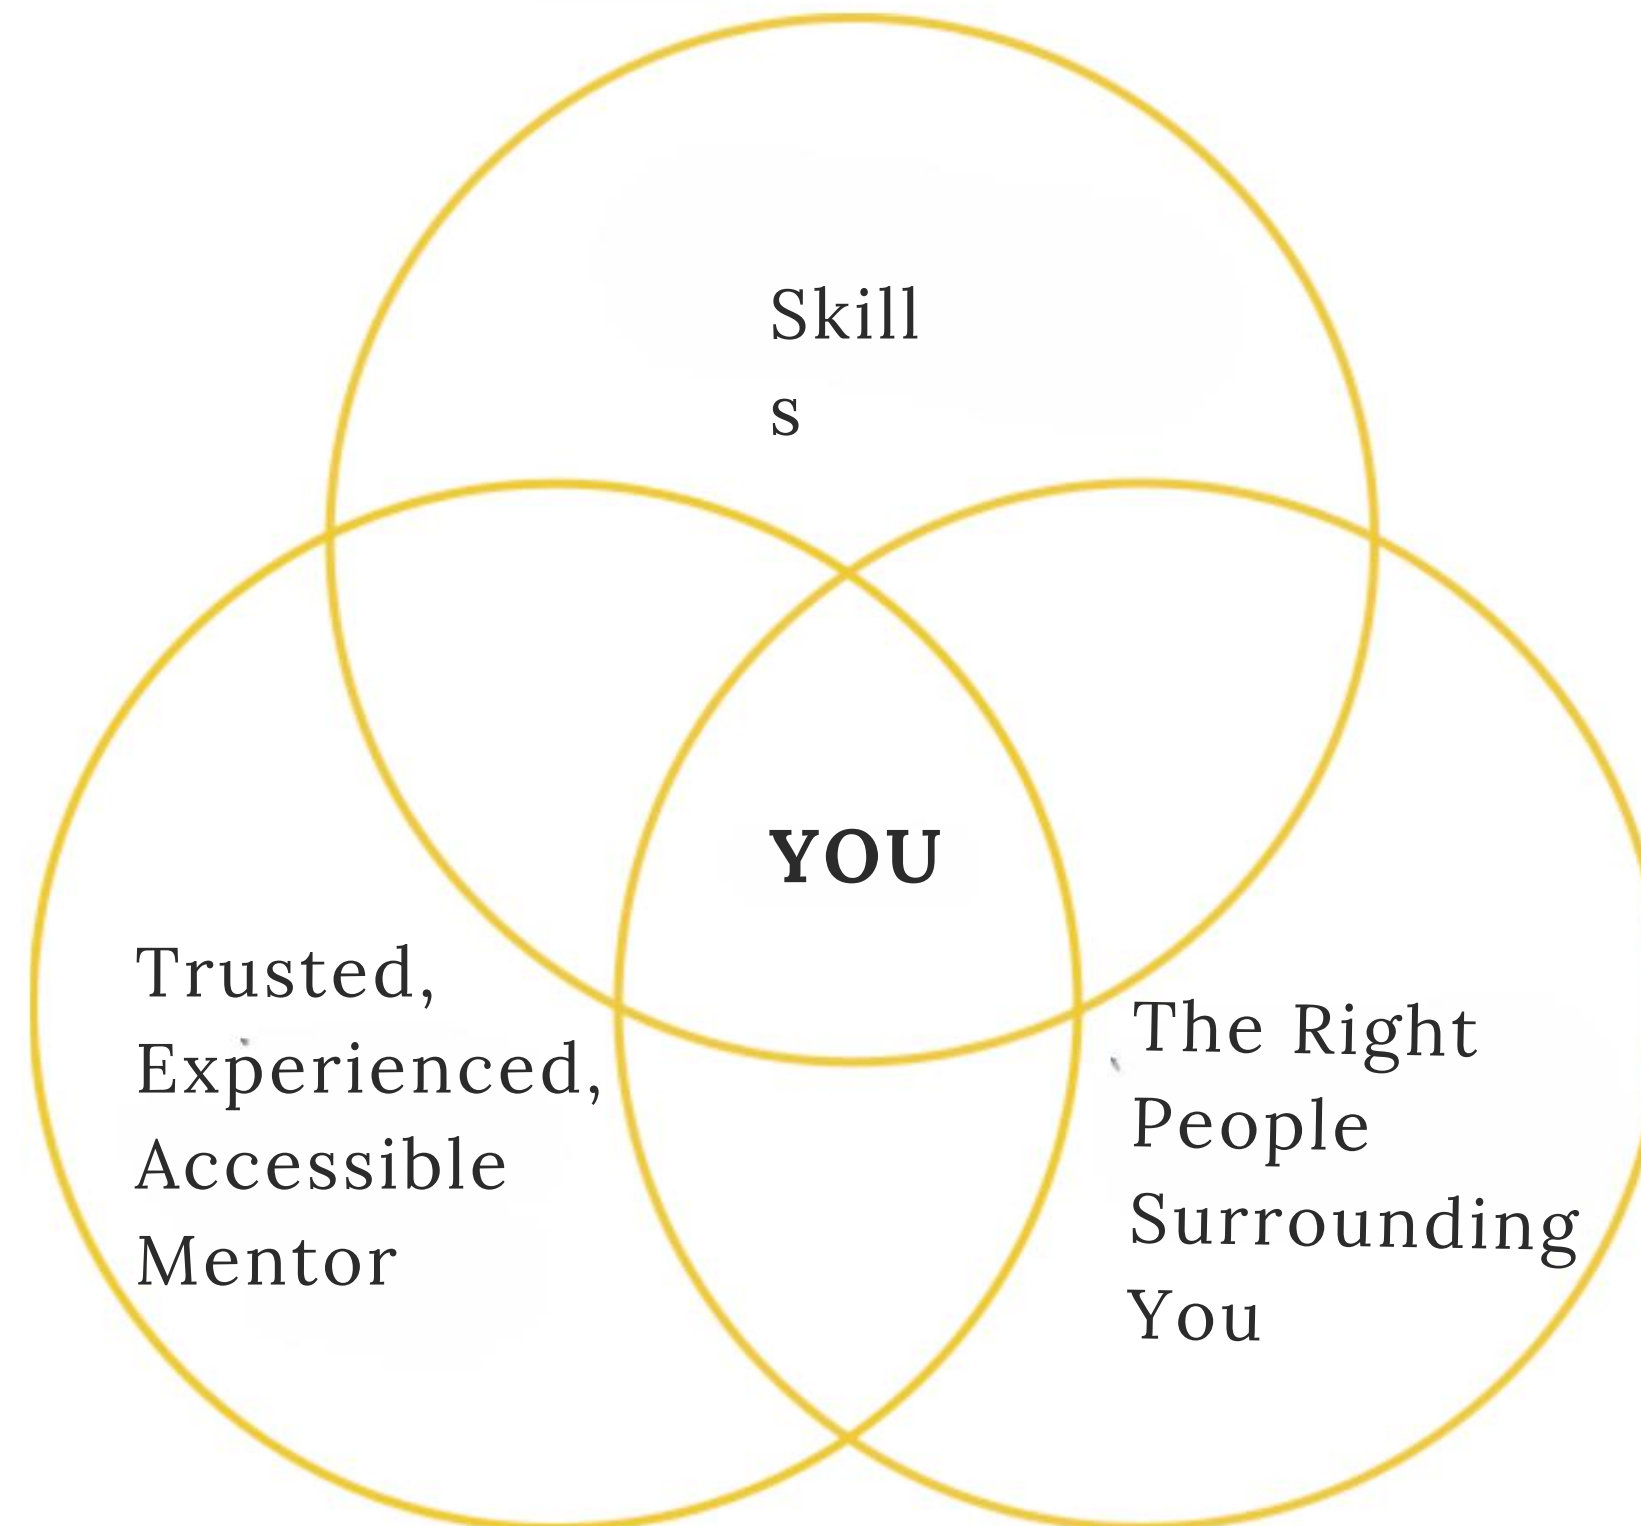 Skill
s
YOU
Trusted,
Experienced,
Accessible
Mentor
The Right
People
Surrounding
You